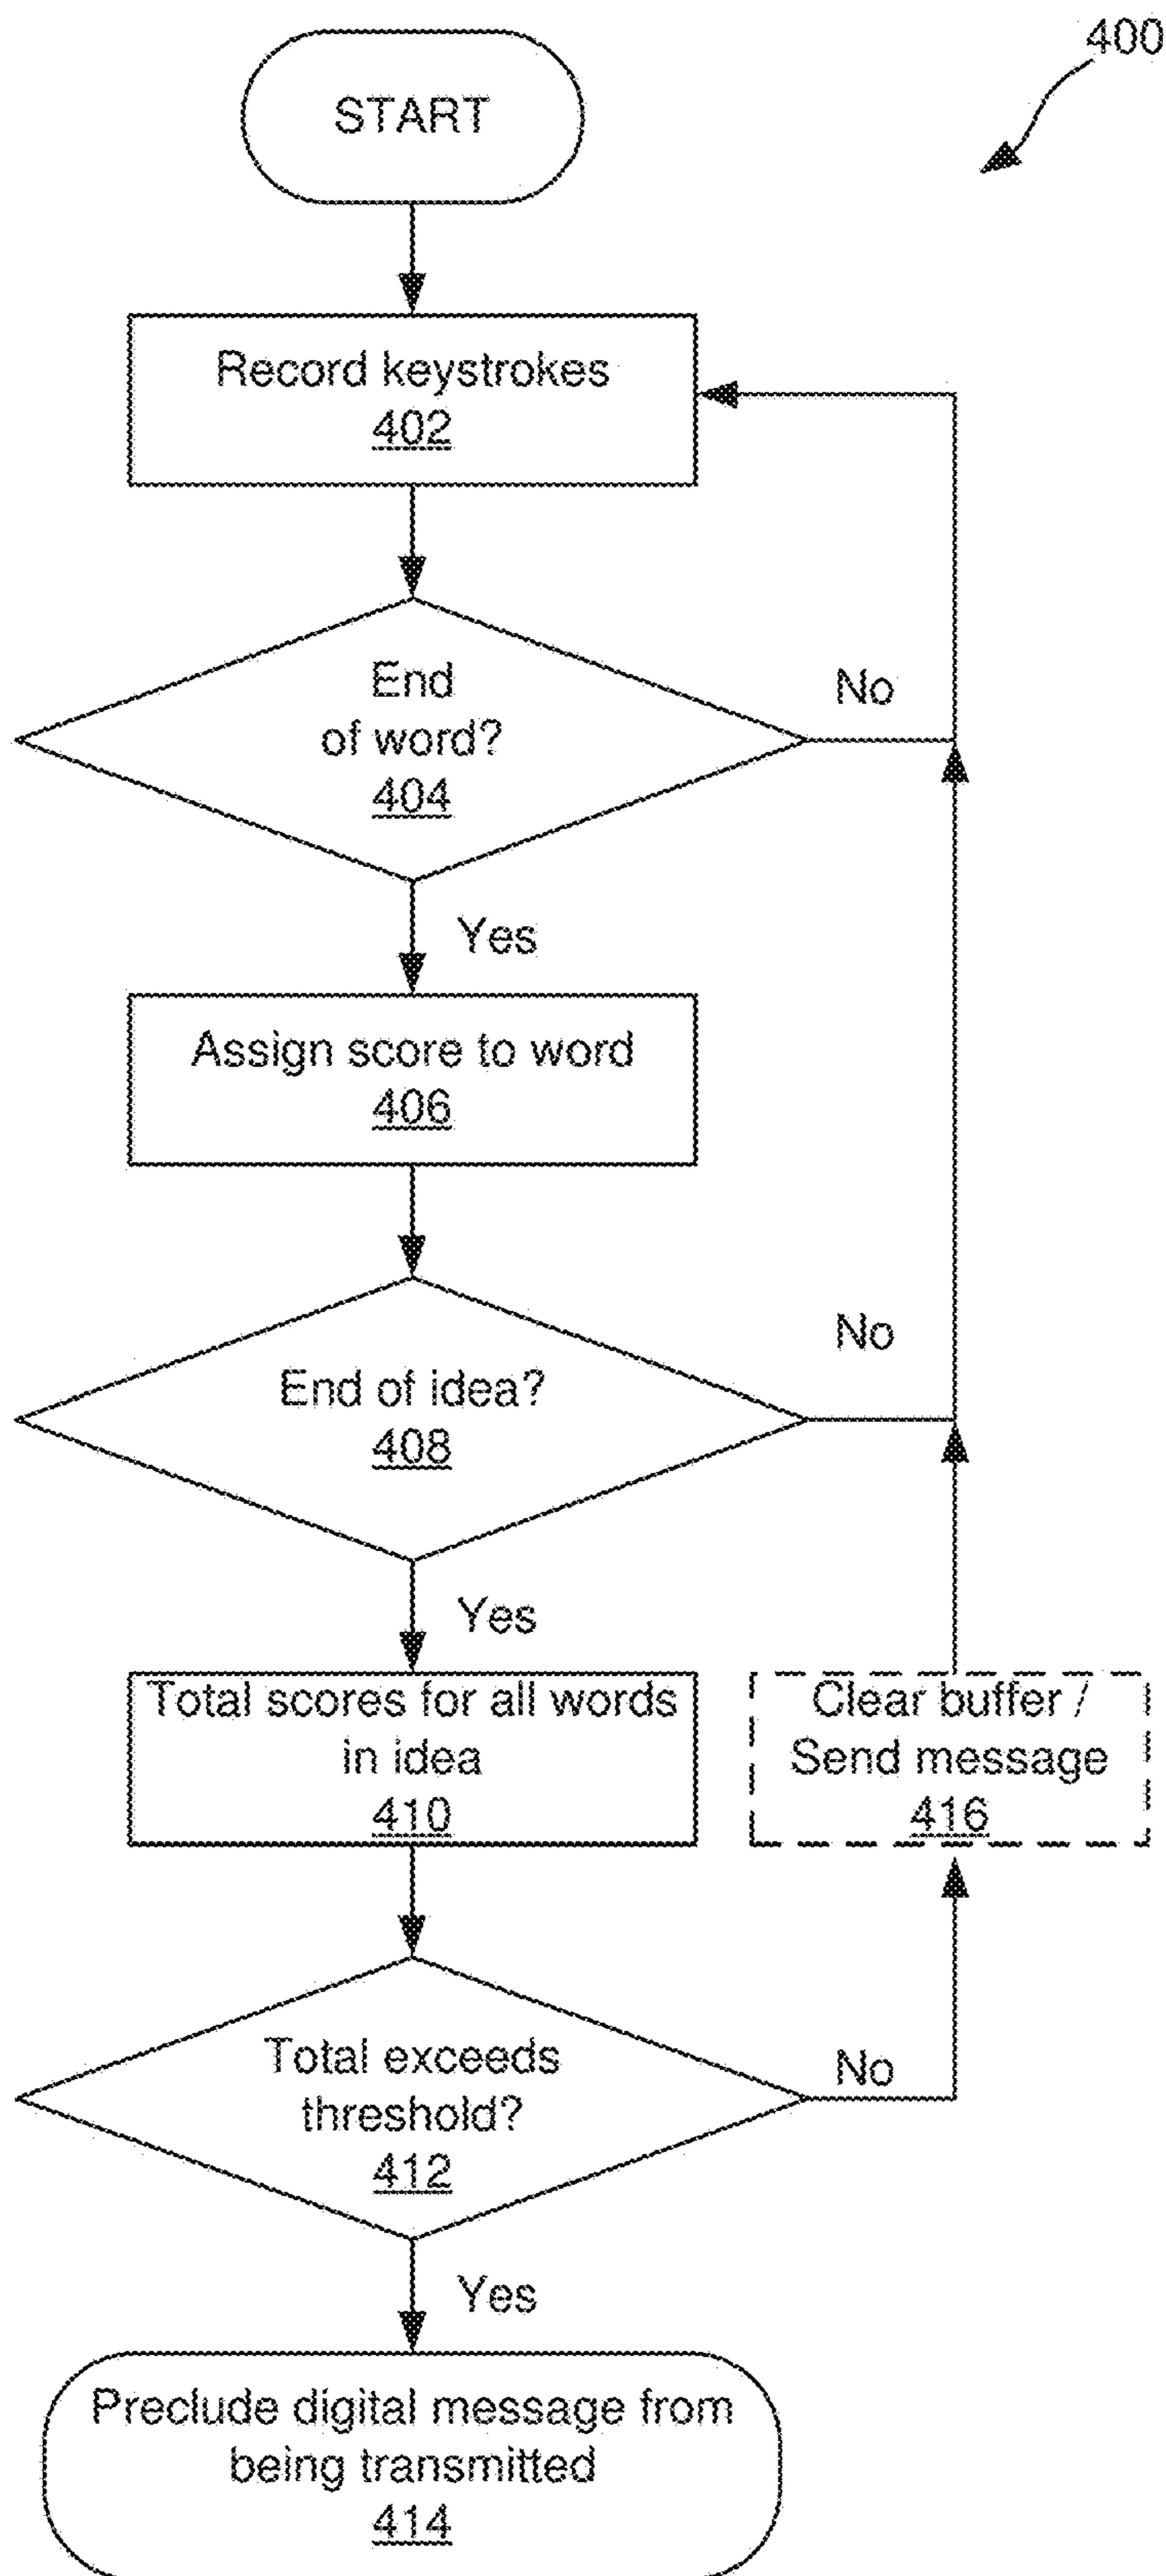 400
START
Record keystrokes
402
End
of word?
404
No
Yes
Assign score to word
406
End of idea?
408
No
Yes
Total scores for all words
in idea
410
Clear buffer /
Send message
416
Total exceeds
threshold?
412
No
Yes
Preclude digital message from
being transmitted
414